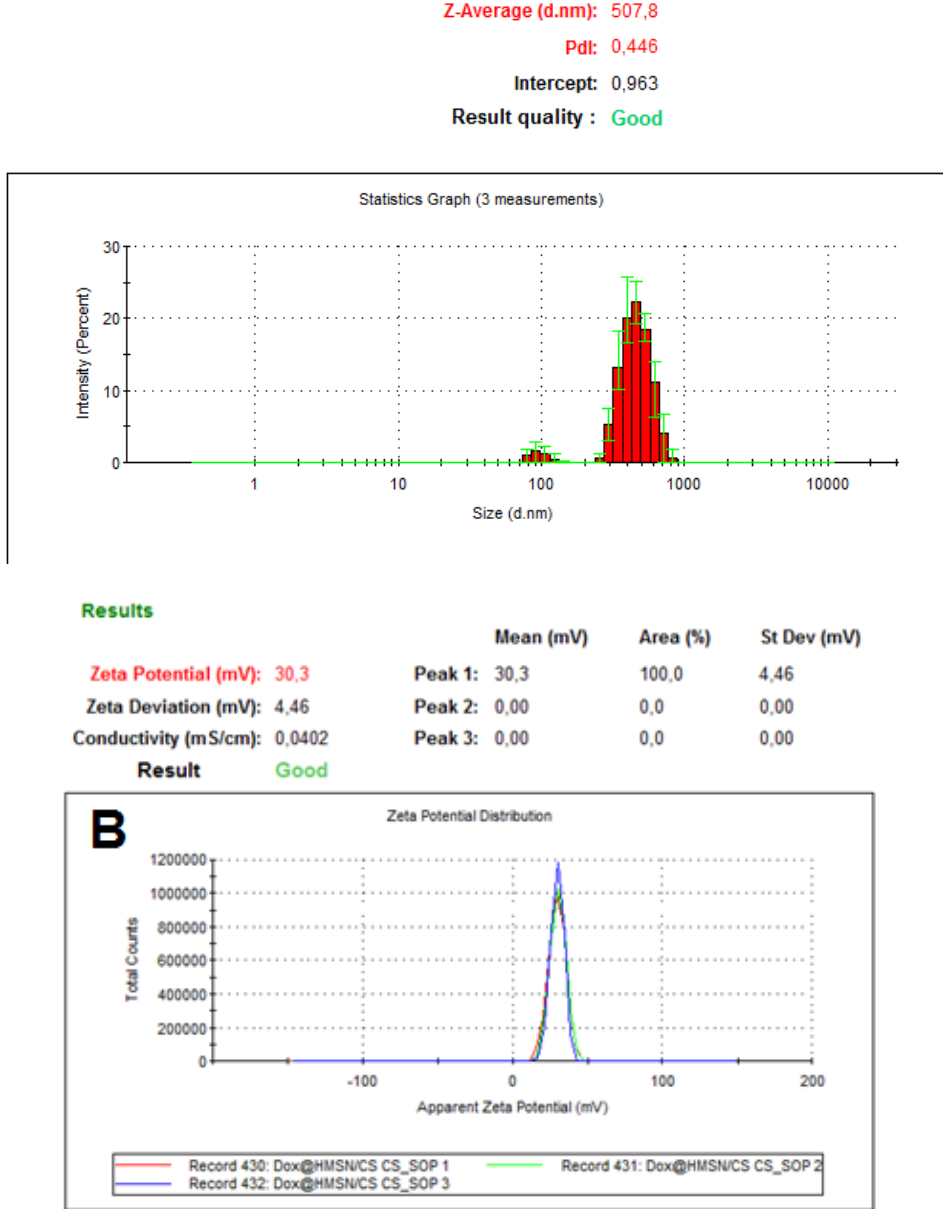 Z-Average (d.nm): 507,8
PdI: 0,446
Intercept: 0,963
Result quality : Good
Statistics Graph (3 measurements)
30
20
10
0
Intensity (Percent)
1 10 100 1000 10000
Size (d.nm)
Results
Mean (mV) Area (%) St Dev (mV)
Zeta Potential (mV): 30,3 Peak 1: 30,3 100,0 4,46
Zeta Deviation (mV): 4,46 Peak 2: 0,00 0,0 0,00
Conductivity (mS/cm): 0,0402 Peak 3: 0,00 0,0 0,00
Result Good
B
Zeta Potential Distribution
1200000
1000000
800000
600000
400000
200000
0
Total Counts
-100 0 100 200
Apparent Zeta Potential (mV)
Record 430: Dox@HMSN/CS CS_SOP 1 Record 431: Dox@HMSN/CS CS_SOP 2
Record 432: Dox@HMSN/CS CS_SOP 3